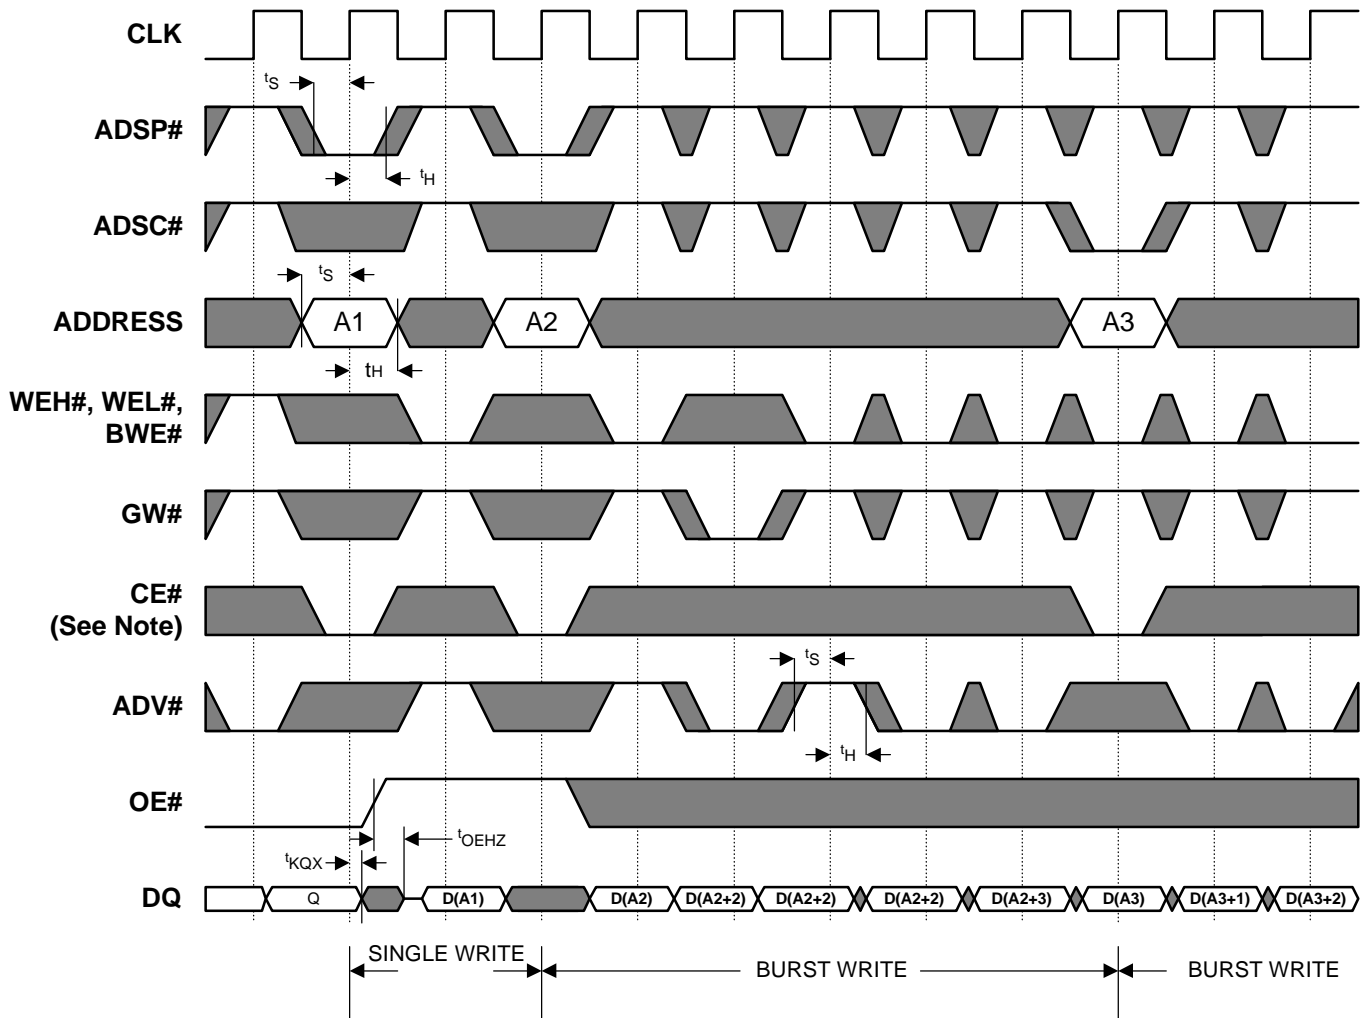 CLK
tS
ADSP#
tH
ADSC#
tS
ADDRESS A1 A2 A3
tH
WEH#, WEL#,
BWE#
GW#
CE#
(See Note)
tS
ADV#
tH
OE#
tOEHZ
tKQX
DQ Q D(A1) D(A2) D(A2+2) D(A2+2) D(A2+2) D(A2+3) D(A3) D(A3+1) D(A3+2)
SINGLE WRITE BURST WRITE BURST WRITE